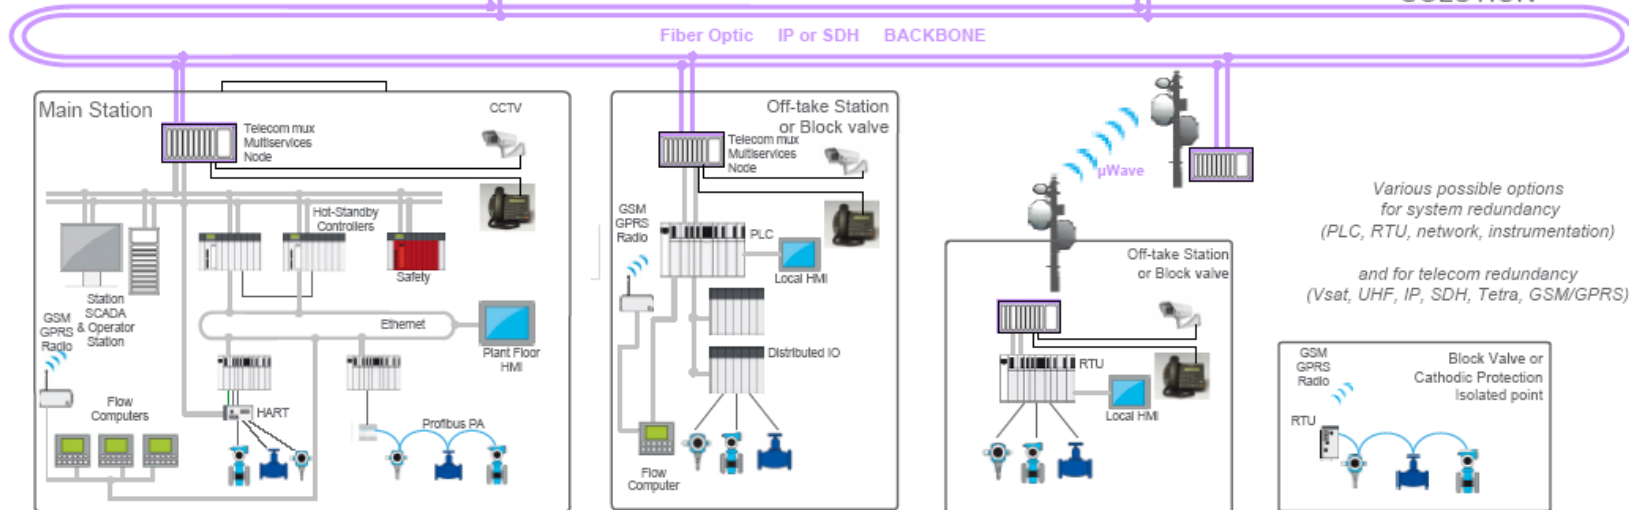 SOLUTION
Fiber Optic IP or SDH BACKBONE
Main Station
CCTV
Telecom mux
Multiservices
Node
Hot-Standby
Controllers
Safety
Station
SCADA
& Operator
Station
GSM
GPRS
Radio
Ethernet
Plant Floor
HMI
Flow
Computers
HART
Profibus PA
Off-take Station
or Block valve
Telecom mux
Multiservices
Node
GSM
GPRS
Radio
PLC
Local HMI
Distributed IO
Flow
Computer
µWave
Off-take Station
or Block valve
RTU
Local HMI
Various possible options
for system redundancy
(PLC, RTU, network, instrumentation)
and for telecom redundancy
(Vsat, UHF, IP, SDH, Tetra, GSM/GPRS)
GSM
GPRS
Radio
Block Valve or
Cathodic Protection
Isolated point
RTU